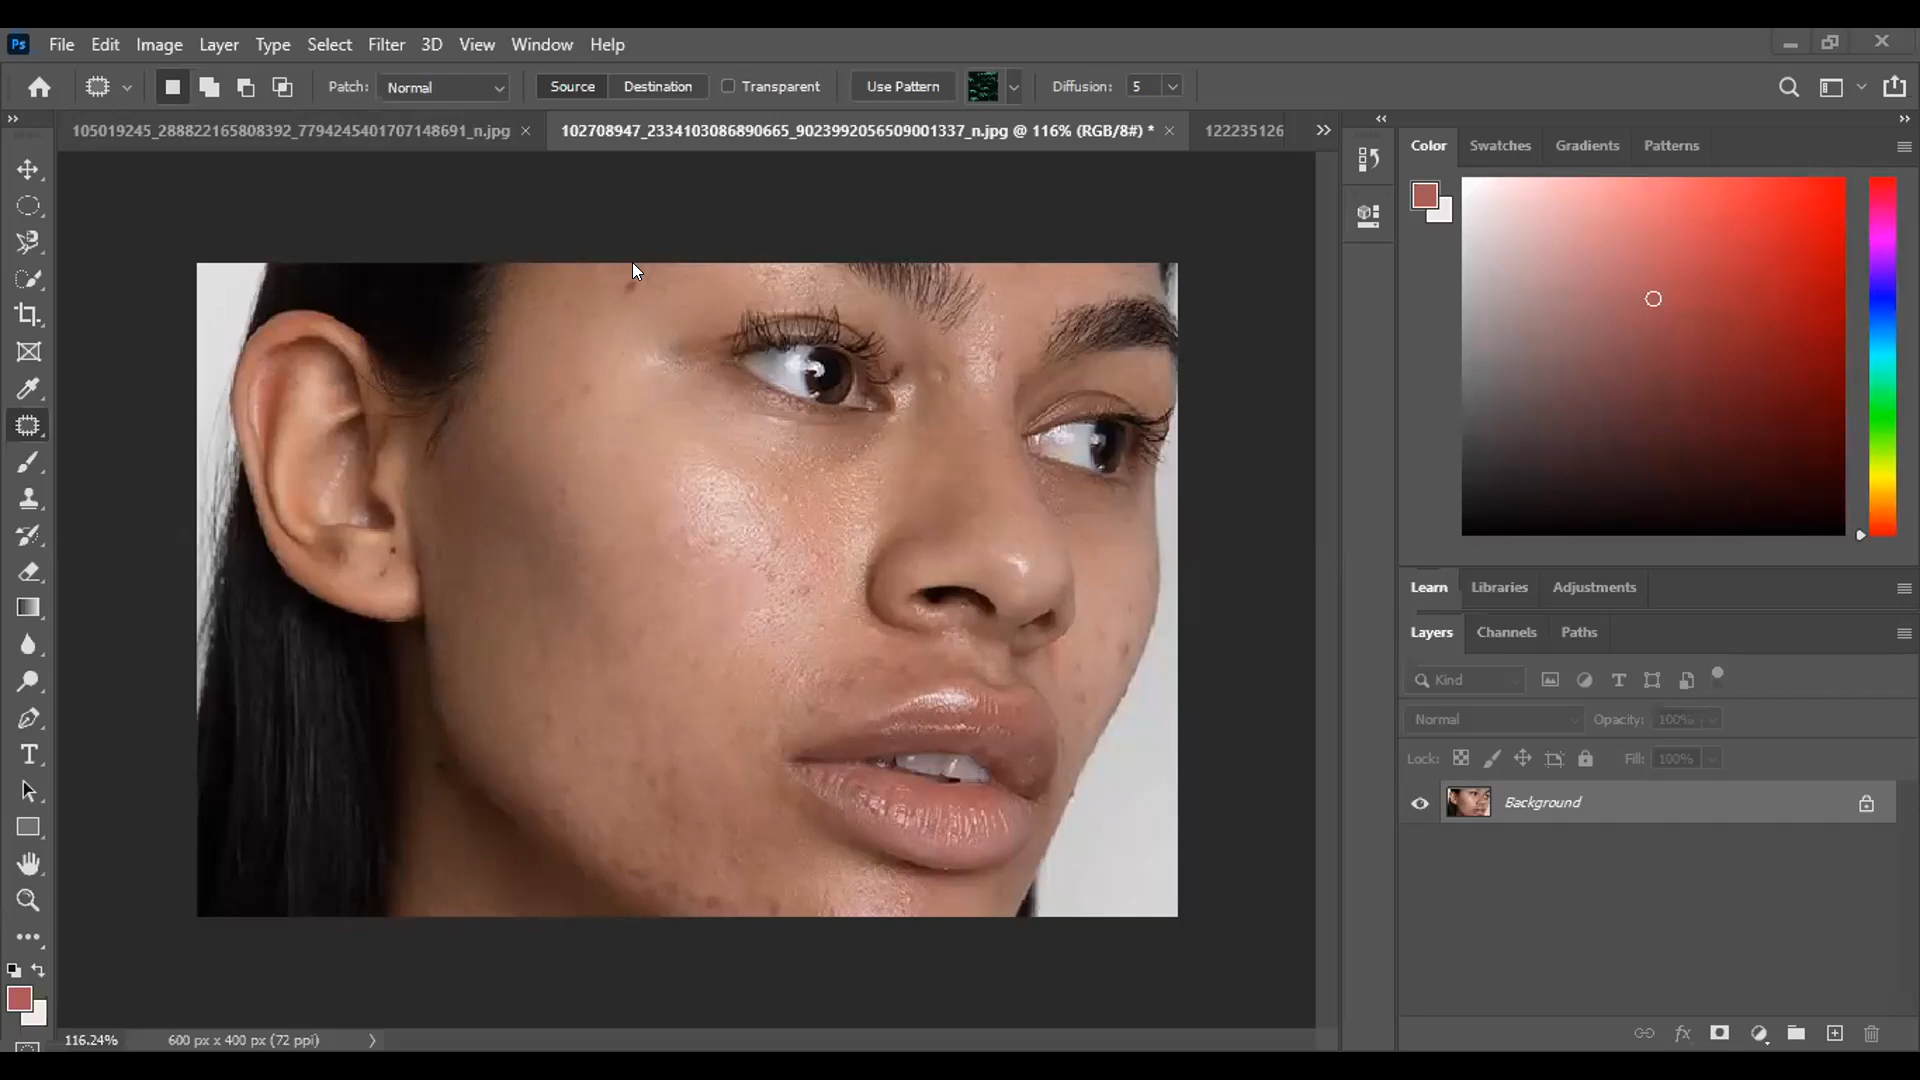 Ps File Edit Image Layer Type Select Filter 3D View Window Help
Patch: Normal Source Destination Transparent Use Pattern Diffusion: 5
105019245_288822165808392_7794245401707148691_n.jpg 102708947_2334103086890665_9023992056509001337_n.jpg @ 116% (RGB/8#) * 122235126
Color Swatches Gradients Patterns
Learn Libraries Adjustments
Layers Channels Paths
Kind
Normal Opacity: 100%
Lock: Fill: 100%
Background
fx
116.24% 600 px x 400 px (72 ppi)